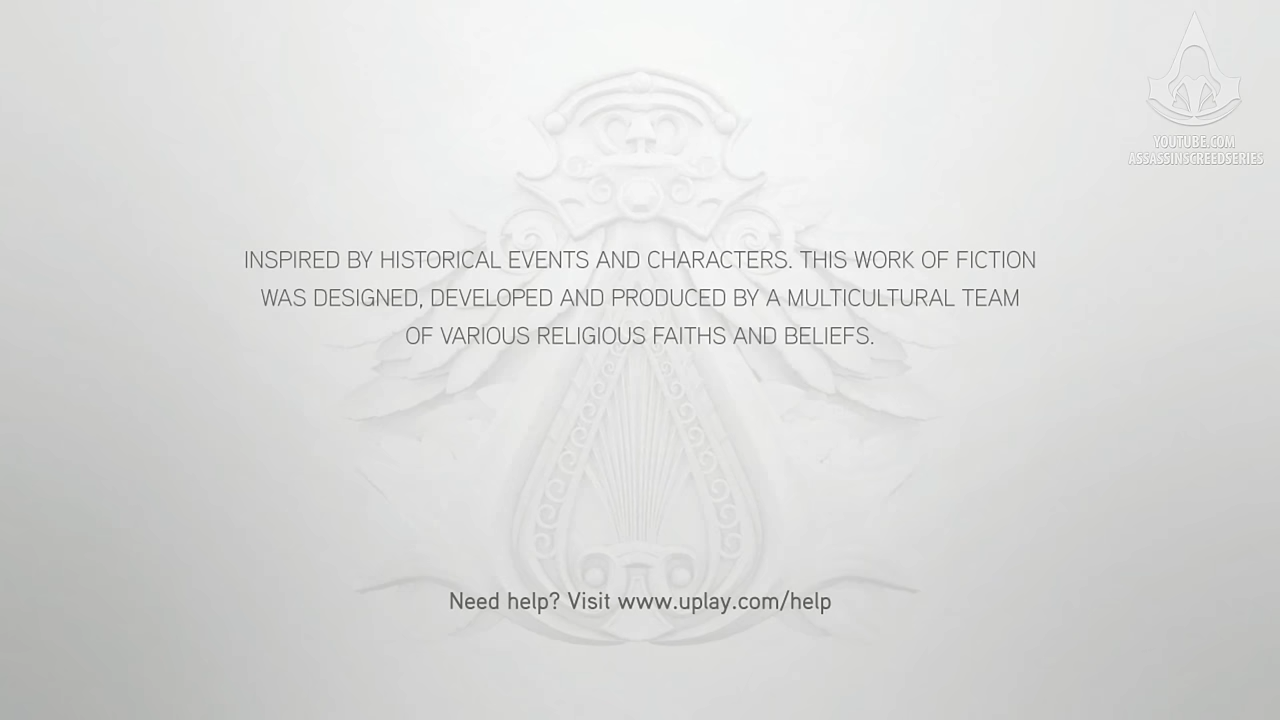 YOUTUBE.COM
ASSASSINSCREEDSERIES
INSPIRED BY HISTORICAL EVENTS AND CHARACTERS. THIS WORK OF FICTION
WAS DESIGNED, DEVELOPED AND PRODUCED BY A MULTICULTURAL TEAM
OF VARIOUS RELIGIOUS FAITHS AND BELIEFS.
Need help? Visit www.uplay.com/help